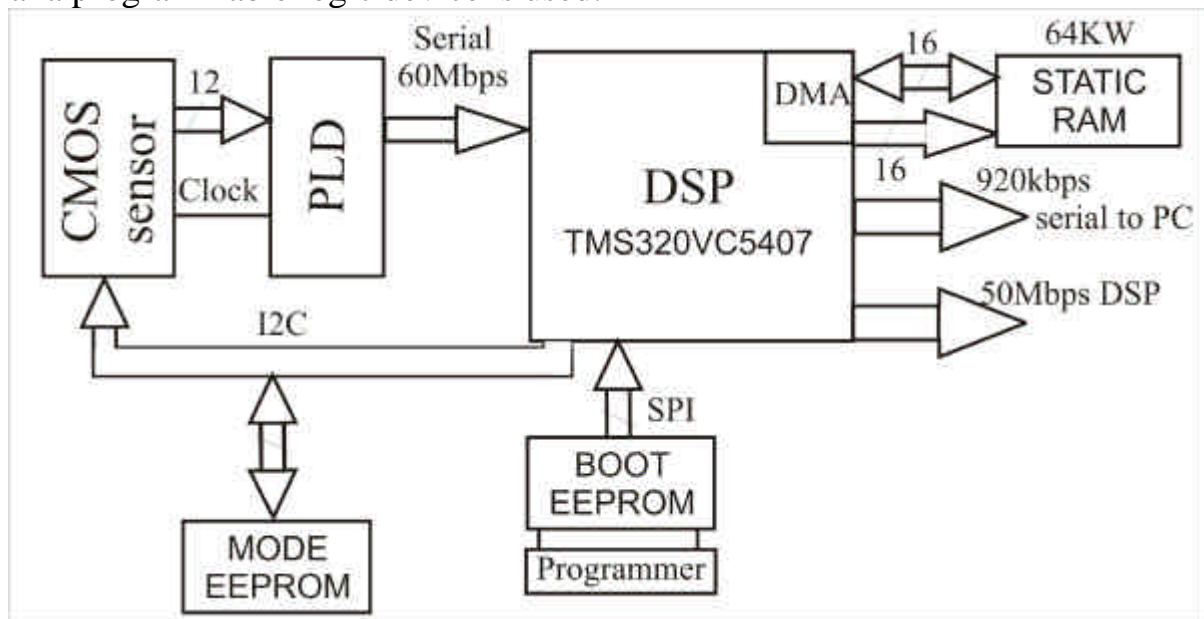 CMOS
sensor
12
Clock
PLD
Serial
60Mbps
DSP
TMS320VC5407
DMA
16
16
64KW
STATIC
RAM
920kbps
serial to PC
50Mbps DSP
I2C
SPI
MODE
EEPROM
BOOT
EEPROM
Programmer